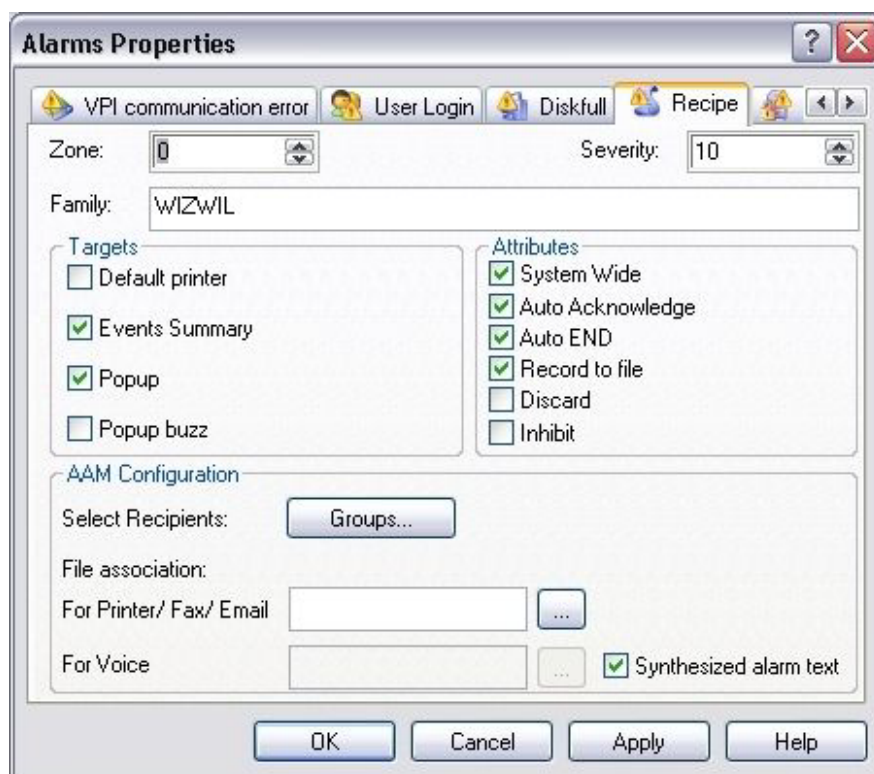 Alarms Properties
VPI communication error User Login Diskfull Recipe
Zone: 0 Severity: 10
Family: WIZWIL
Targets
Default printer
Events Summary
Popup
Popup buzz
Attributes
System Wide
Auto Acknowledge
Auto END
Record to file
Discard
Inhibit
AAM Configuration
Select Recipients: Groups...
File association:
For Printer/ Fax/ Email ...
For Voice ... Synthesized alarm text
OK Cancel Apply Help